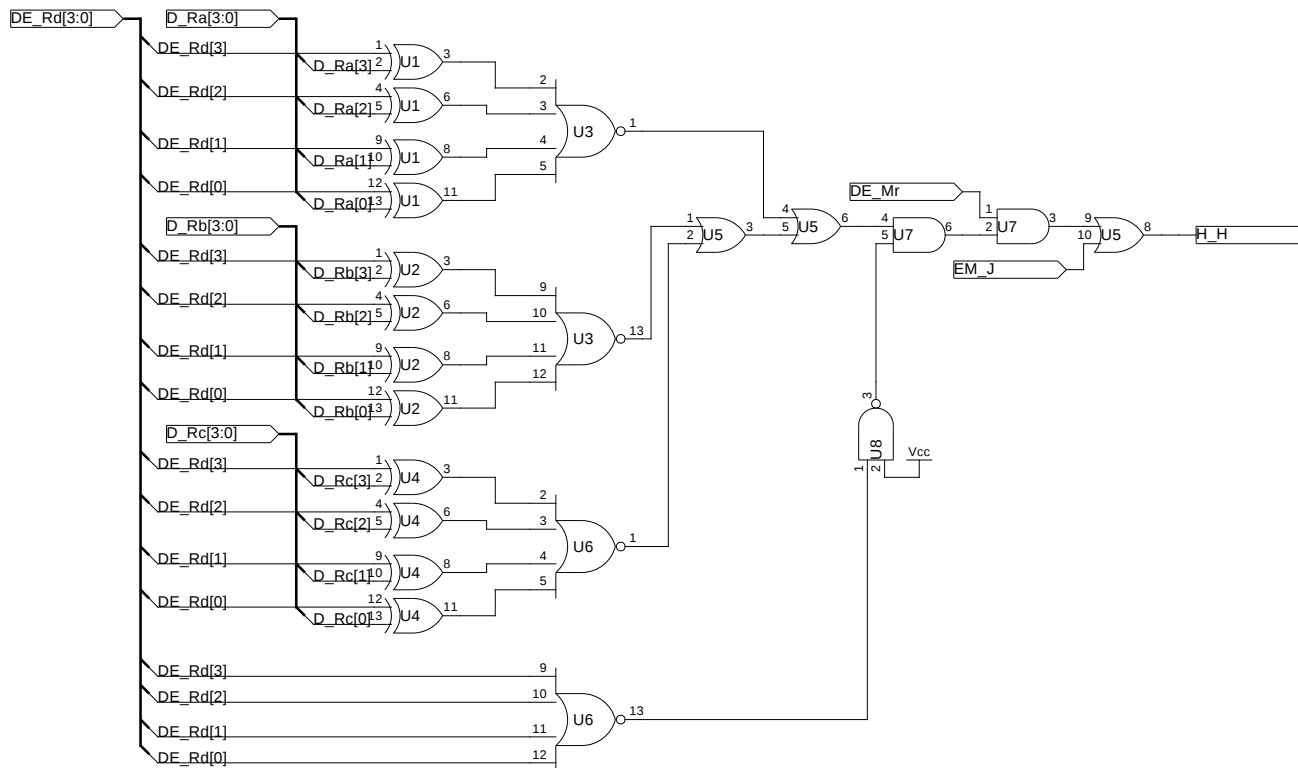 DE_Rd[3:0] D_Ra[3:0]
DE_Rd[3] 1 3
D_Ra[3] 2 U1
2
DE_Rd[2] 4 6
D_Ra[2] 5 U1
3
U3 1
DE_Rd[1] 9 8
D_Ra[1] 10 U1
4
5
DE_Rd[0] 12 11
D_Ra[0] 13 U1
DE_Mr
D_Rb[3:0]
1 2 U5 3
4 5 U5 6
4 5 U7 6
1 2 U7 3
9 10 U5 8
H_H
EM_J
DE_Rd[3] 1 3
D_Rb[3] 2 U2
9
DE_Rd[2] 4 6
D_Rb[2] 5 U2
10
U3 13
DE_Rd[1] 9 8
D_Rb[1] 10 U2
11
12
DE_Rd[0] 12 11
D_Rb[0] 13 U2
3
U8
1 2
Vcc
D_Rc[3:0]
DE_Rd[3] 1 3
D_Rc[3] 2 U4
2
DE_Rd[2] 4 6
D_Rc[2] 5 U4
3
U6 1
DE_Rd[1] 9 8
D_Rc[1] 10 U4
4
5
DE_Rd[0] 12 11
D_Rc[0] 13 U4
DE_Rd[3] 9
DE_Rd[2] 10
U6 13
DE_Rd[1] 11
DE_Rd[0] 12